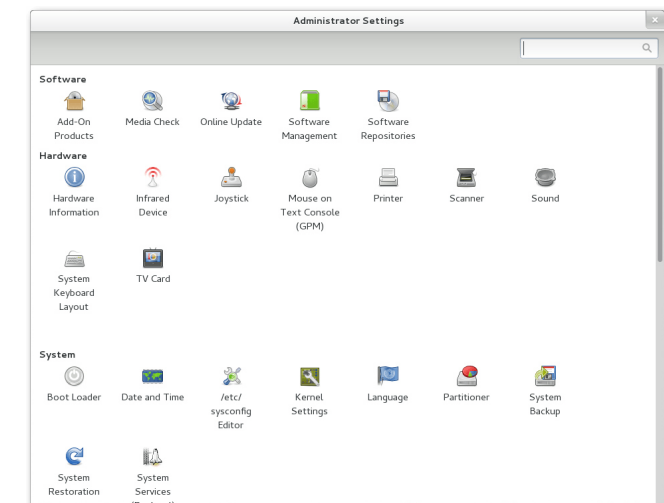 Administrator Settings
Software
Add-On
Products
Media Check
Online Update
Software
Management
Software
Repositories
Hardware
Hardware
Information
Infrared
Device
Joystick
Mouse on
Text Console
(GPM)
Printer
Scanner
Sound
System
Keyboard
Layout
TV Card
System
Boot Loader
Date and Time
/etc/
sysconfig
Editor
Kernel
Settings
Language
Partitioner
System
Backup
System
Restoration
System
Services